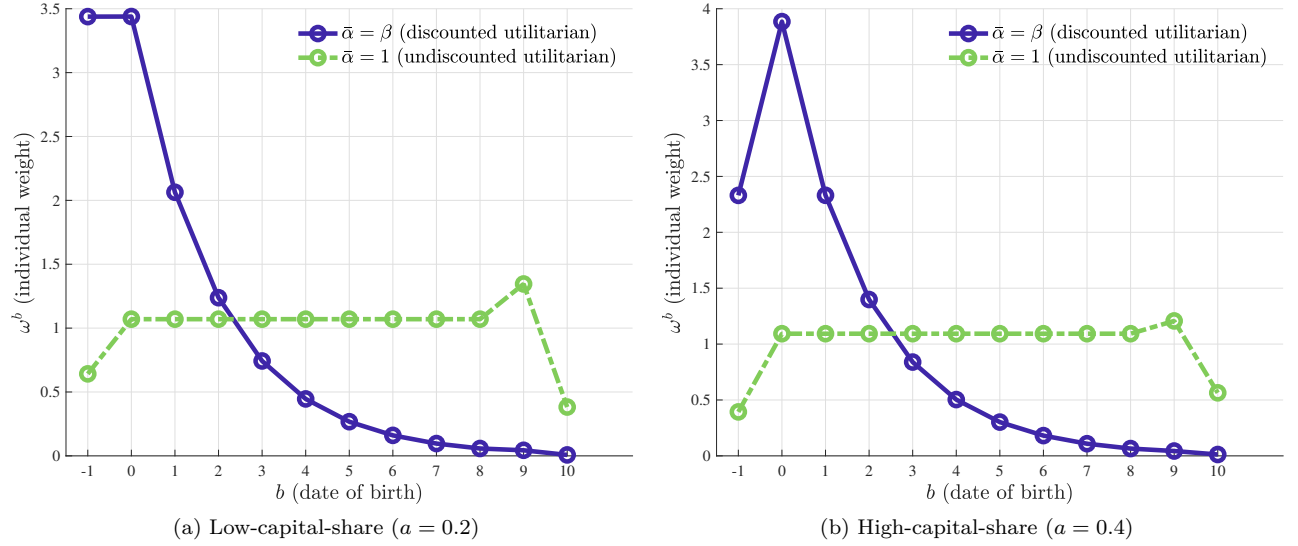 ᾱ = β (discounted utilitarian)
ᾱ = 1 (undiscounted utilitarian)
ω^b (individual weight)
3.5
3
2.5
2
1.5
1
0.5
0
-1 0 1 2 3 4 5 6 7 8 9 10
b (date of birth)
(a) Low-capital-share (a = 0.2)
ᾱ = β (discounted utilitarian)
ᾱ = 1 (undiscounted utilitarian)
ω^b (individual weight)
4
3.5
3
2.5
2
1.5
1
0.5
0
-1 0 1 2 3 4 5 6 7 8 9 10
b (date of birth)
(b) High-capital-share (a = 0.4)